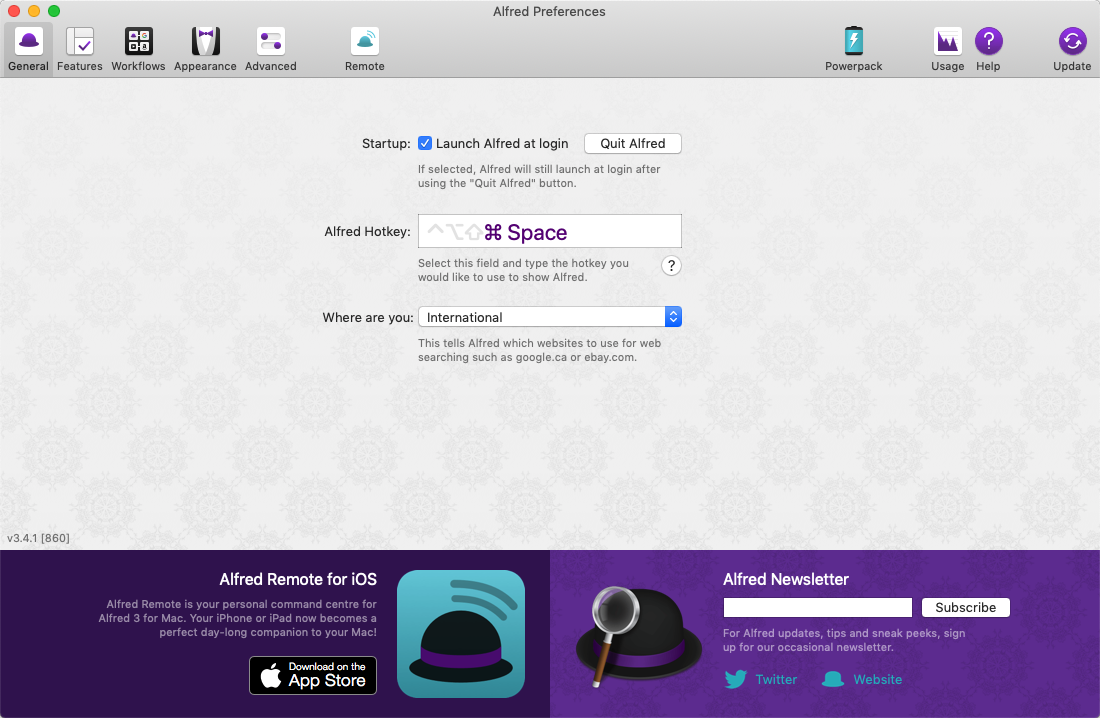 Alfred Preferences
General Features Workflows Appearance Advanced Remote Powerpack Usage Help Update
Startup: Launch Alfred at login Quit Alfred
If selected, Alfred will still launch at login after
using the "Quit Alfred" button.
Alfred Hotkey: ^⌥⇧⌘ Space
Select this field and type the hotkey you
would like to use to show Alfred.
?
Where are you: International
This tells Alfred which websites to use for web
searching such as google.ca or ebay.com.
v3.4.1 [860]
Alfred Remote for iOS
Alfred Remote is your personal command centre for
Alfred 3 for Mac. Your iPhone or iPad now becomes a
perfect day-long companion to your Mac!
Download on the
App Store
Alfred Newsletter
Subscribe
For Alfred updates, tips and sneak peeks, sign
up for our occasional newsletter.
Twitter Website